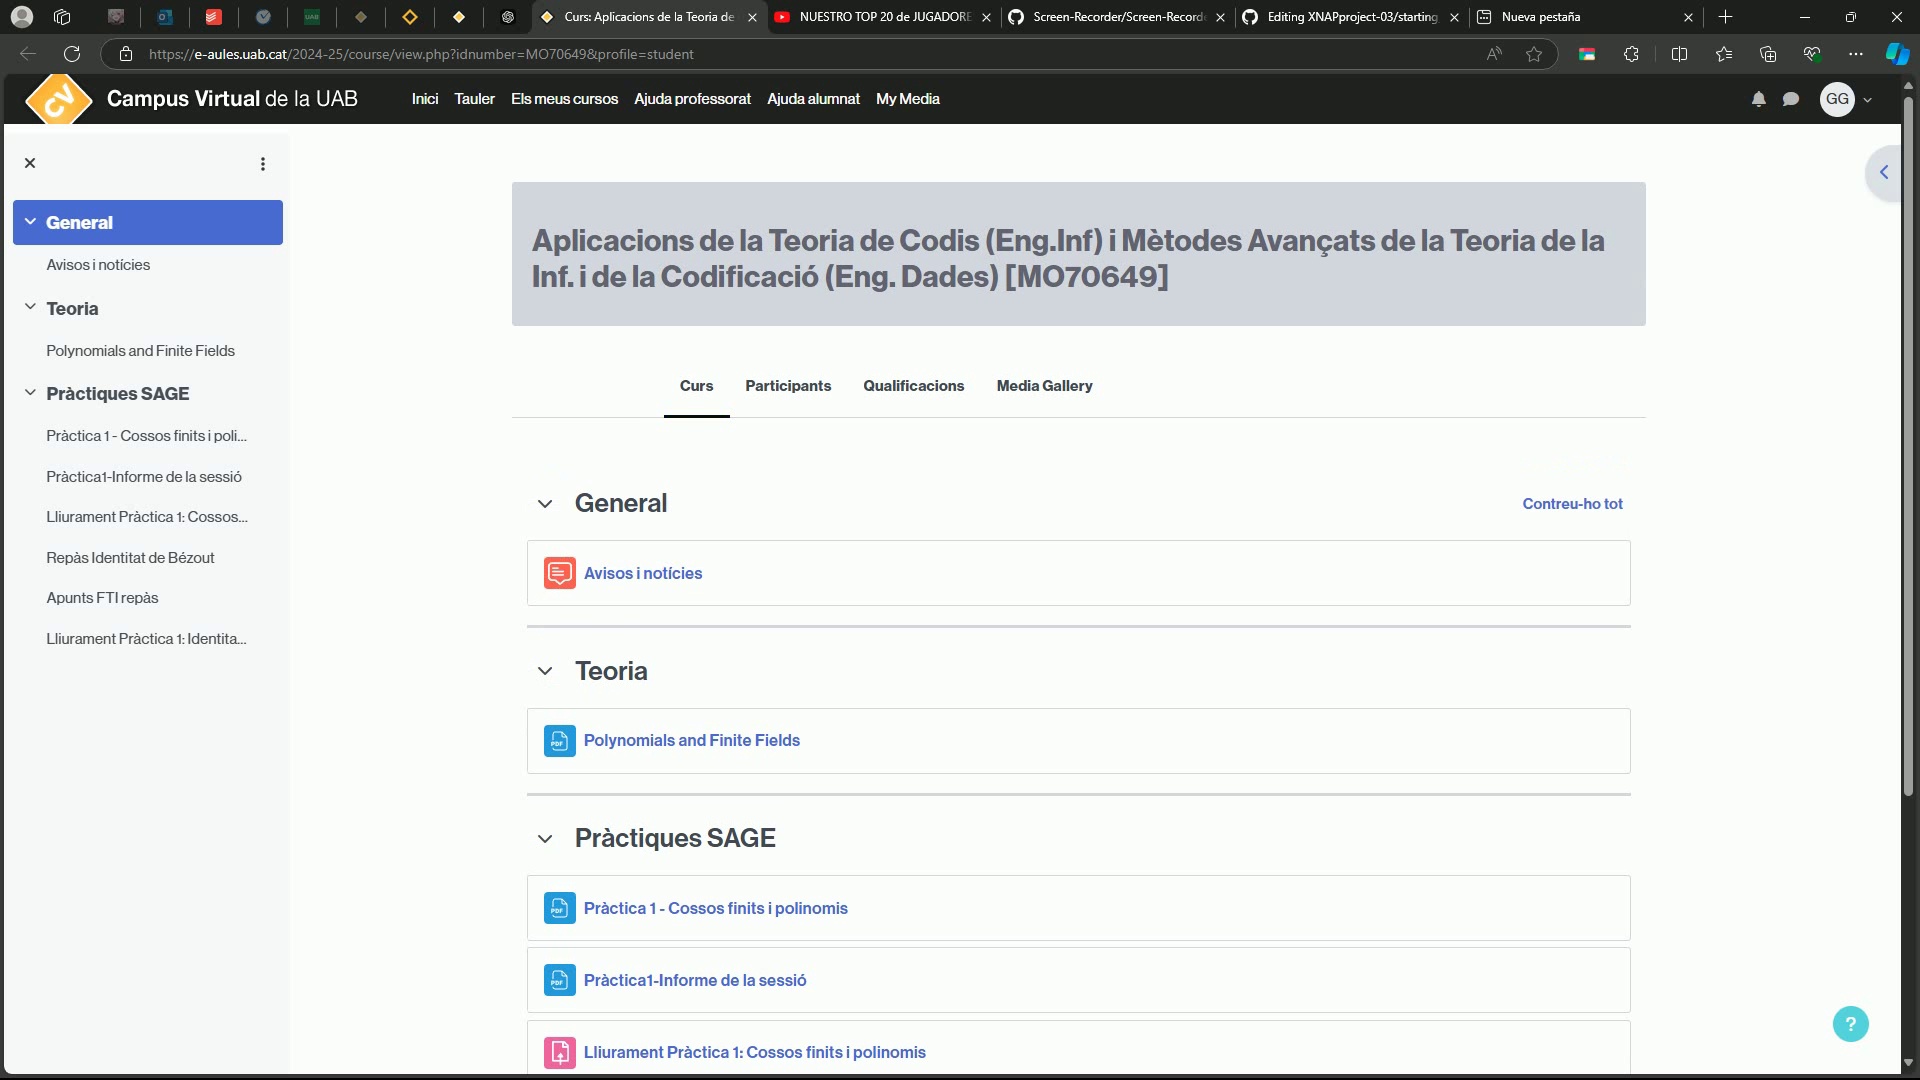 Curs: Aplicacions de la Teoria de
NUESTRO TOP 20 de JUGADORE
Screen-Recorder/Screen-Record
Editing XNAPproject-03/starting
Nueva pestaña
https://e-aules.uab.cat/2024-25/course/view.php?idnumber=MO70649&profile=student
Campus Virtual de la UAB
Inici
Tauler
Els meus cursos
Ajuda professorat
Ajuda alumnat
My Media
GG
General
Avisos i notícies
Teoria
Polynomials and Finite Fields
Pràctiques SAGE
Pràctica 1 - Cossos finits i poli...
Pràctica1-Informe de la sessió
Lliurament Pràctica 1: Cossos...
Repàs Identitat de Bézout
Apunts FTI repàs
Lliurament Pràctica 1: Identita...
Aplicacions de la Teoria de Codis (Eng.Inf) i Mètodes Avançats de la Teoria de la
Inf. i de la Codificació (Eng. Dades) [MO70649]
Curs
Participants
Qualificacions
Media Gallery
General
Contreu-ho tot
Avisos i notícies
Teoria
PDF
Polynomials and Finite Fields
Pràctiques SAGE
PDF
Pràctica 1 - Cossos finits i polinomis
PDF
Pràctica1-Informe de la sessió
Lliurament Pràctica 1: Cossos finits i polinomis
?